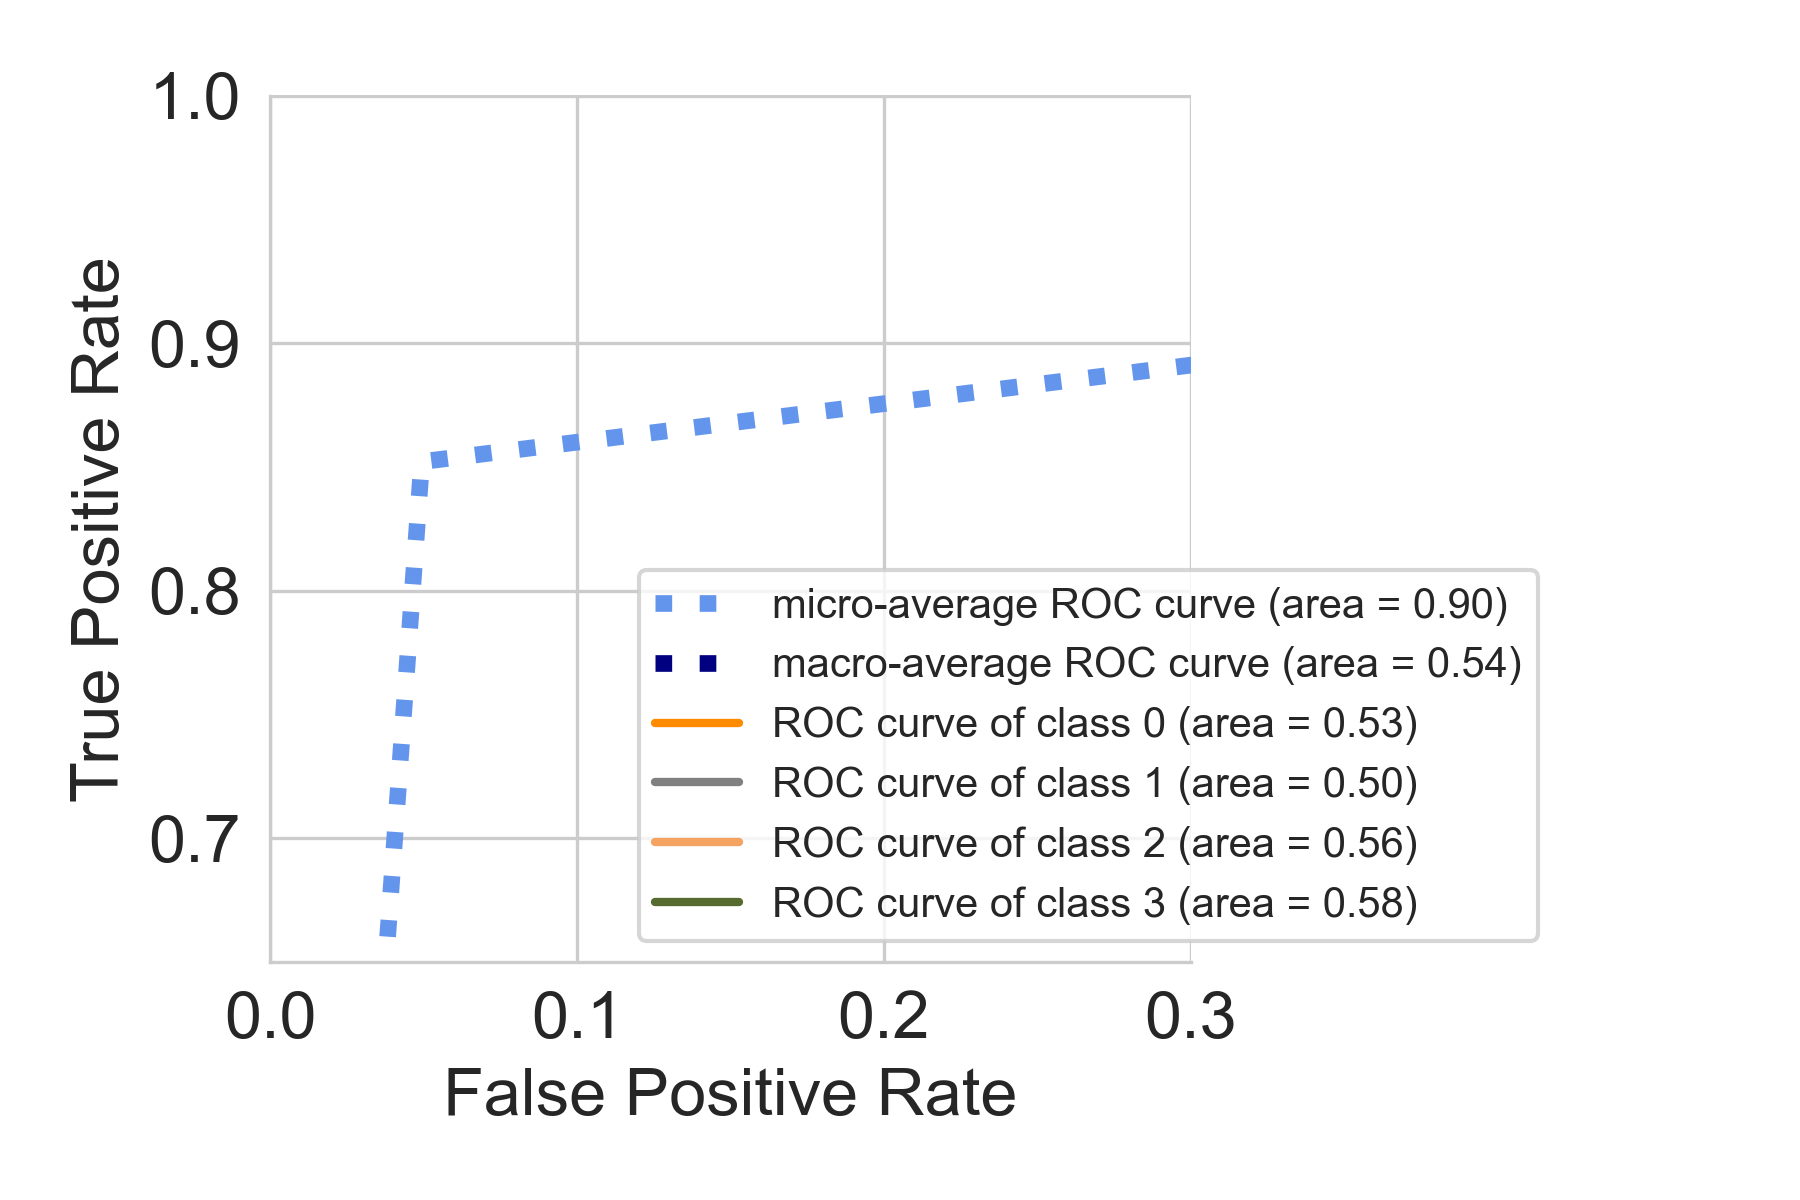 1.0
0.9
0.8
0.7
True Positive Rate
micro-average ROC curve (area = 0.90)
macro-average ROC curve (area = 0.54)
ROC curve of class 0 (area = 0.53)
ROC curve of class 1 (area = 0.50)
ROC curve of class 2 (area = 0.56)
ROC curve of class 3 (area = 0.58)
0.0 0.1 0.2 0.3
False Positive Rate